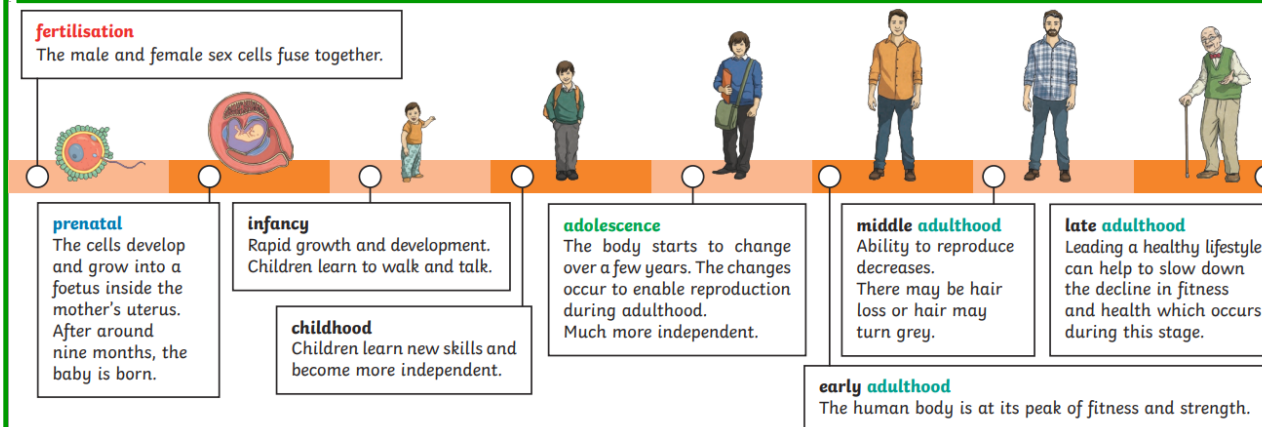 fertilisation
The male and female sex cells fuse together.
prenatal
The cells develop
and grow into a
foetus inside the
mother's uterus.
After around
nine months, the
baby is born.
infancy
Rapid growth and development.
Children learn to walk and talk.
childhood
Children learn new skills and
become more independent.
adolescence
The body starts to change
over a few years. The changes
occur to enable reproduction
during adulthood.
Much more independent.
middle adulthood
Ability to reproduce
decreases.
There may be hair
loss or hair may
turn grey.
late adulthood
Leading a healthy lifestyle
can help to slow down
the decline in fitness
and health which occurs
during this stage.
early adulthood
The human body is at its peak of fitness and strength.